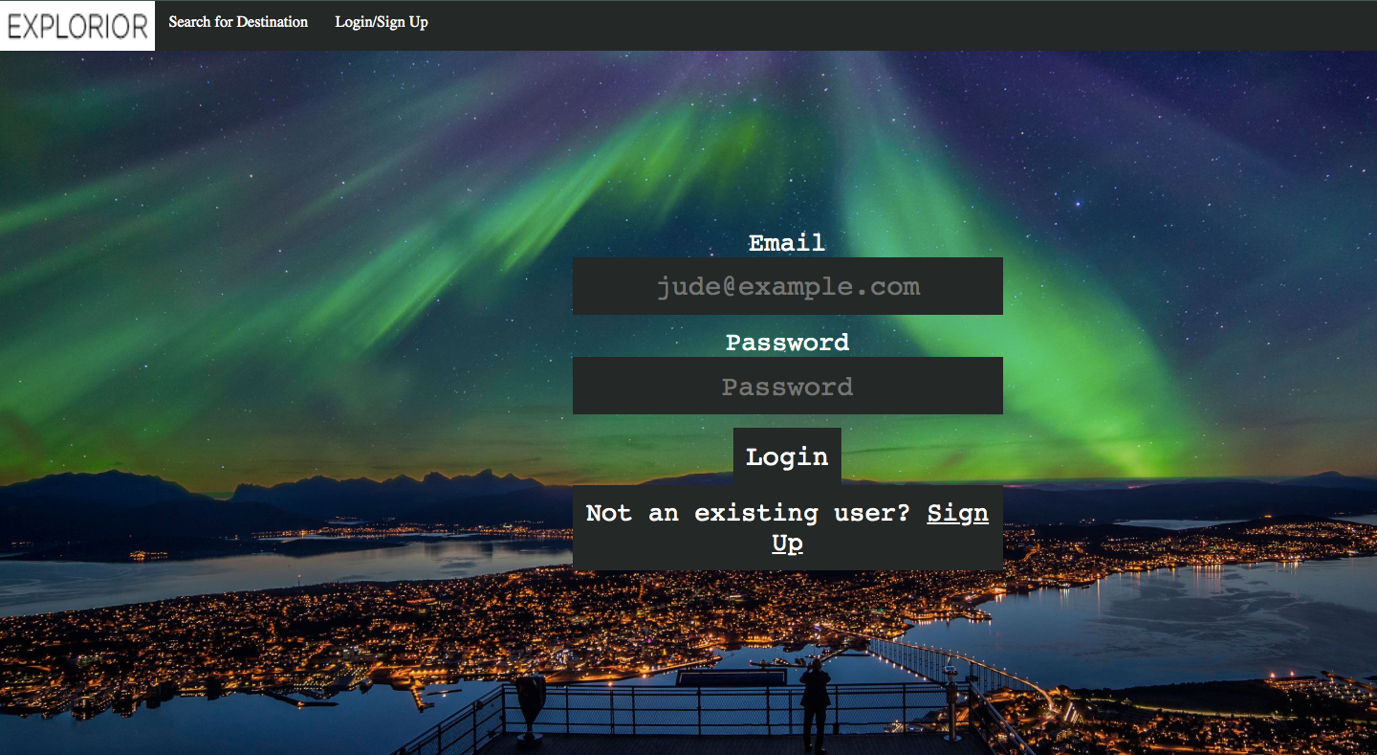 EXPLORIOR Search for Destination Login/Sign Up
Email
jude@example.com
Password
Password
Login
Not an existing user? Sign
Up